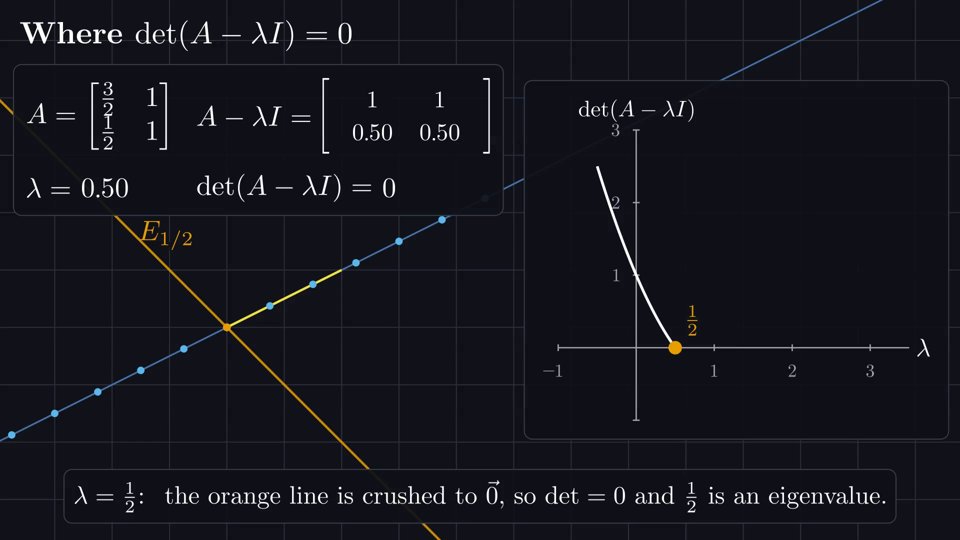 Where det(A − λI) = 0
A = [3/2 1; 1/2 1]  A − λI = [1 1; 0.50 0.50]
λ = 0.50  det(A − λI) = 0
E_{1/2}
det(A − λI)
3
2
1
1/2
−1 1 2 3 λ
λ = 1/2: the orange line is crushed to 0⃗, so det = 0 and 1/2 is an eigenvalue.